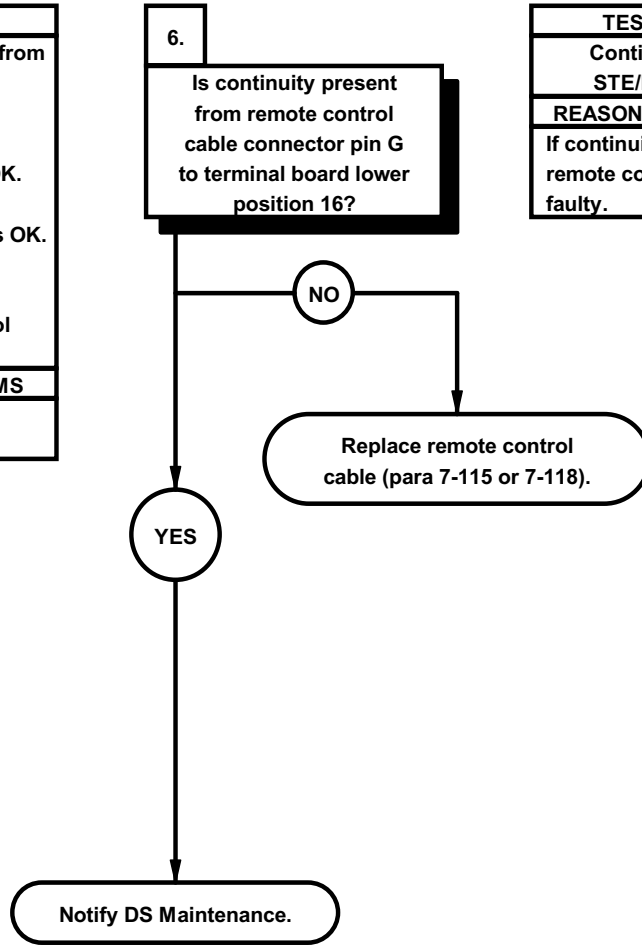 from
OK.
OK.
MS
6.
Is continuity present
from remote control
cable connector pin G
to terminal board lower
position 16?
NO
Replace remote control
cable (para 7-115 or 7-118).
YES
Notify DS Maintenance.
TES
Conti
STE/
REASON
If continui
remote co
faulty.